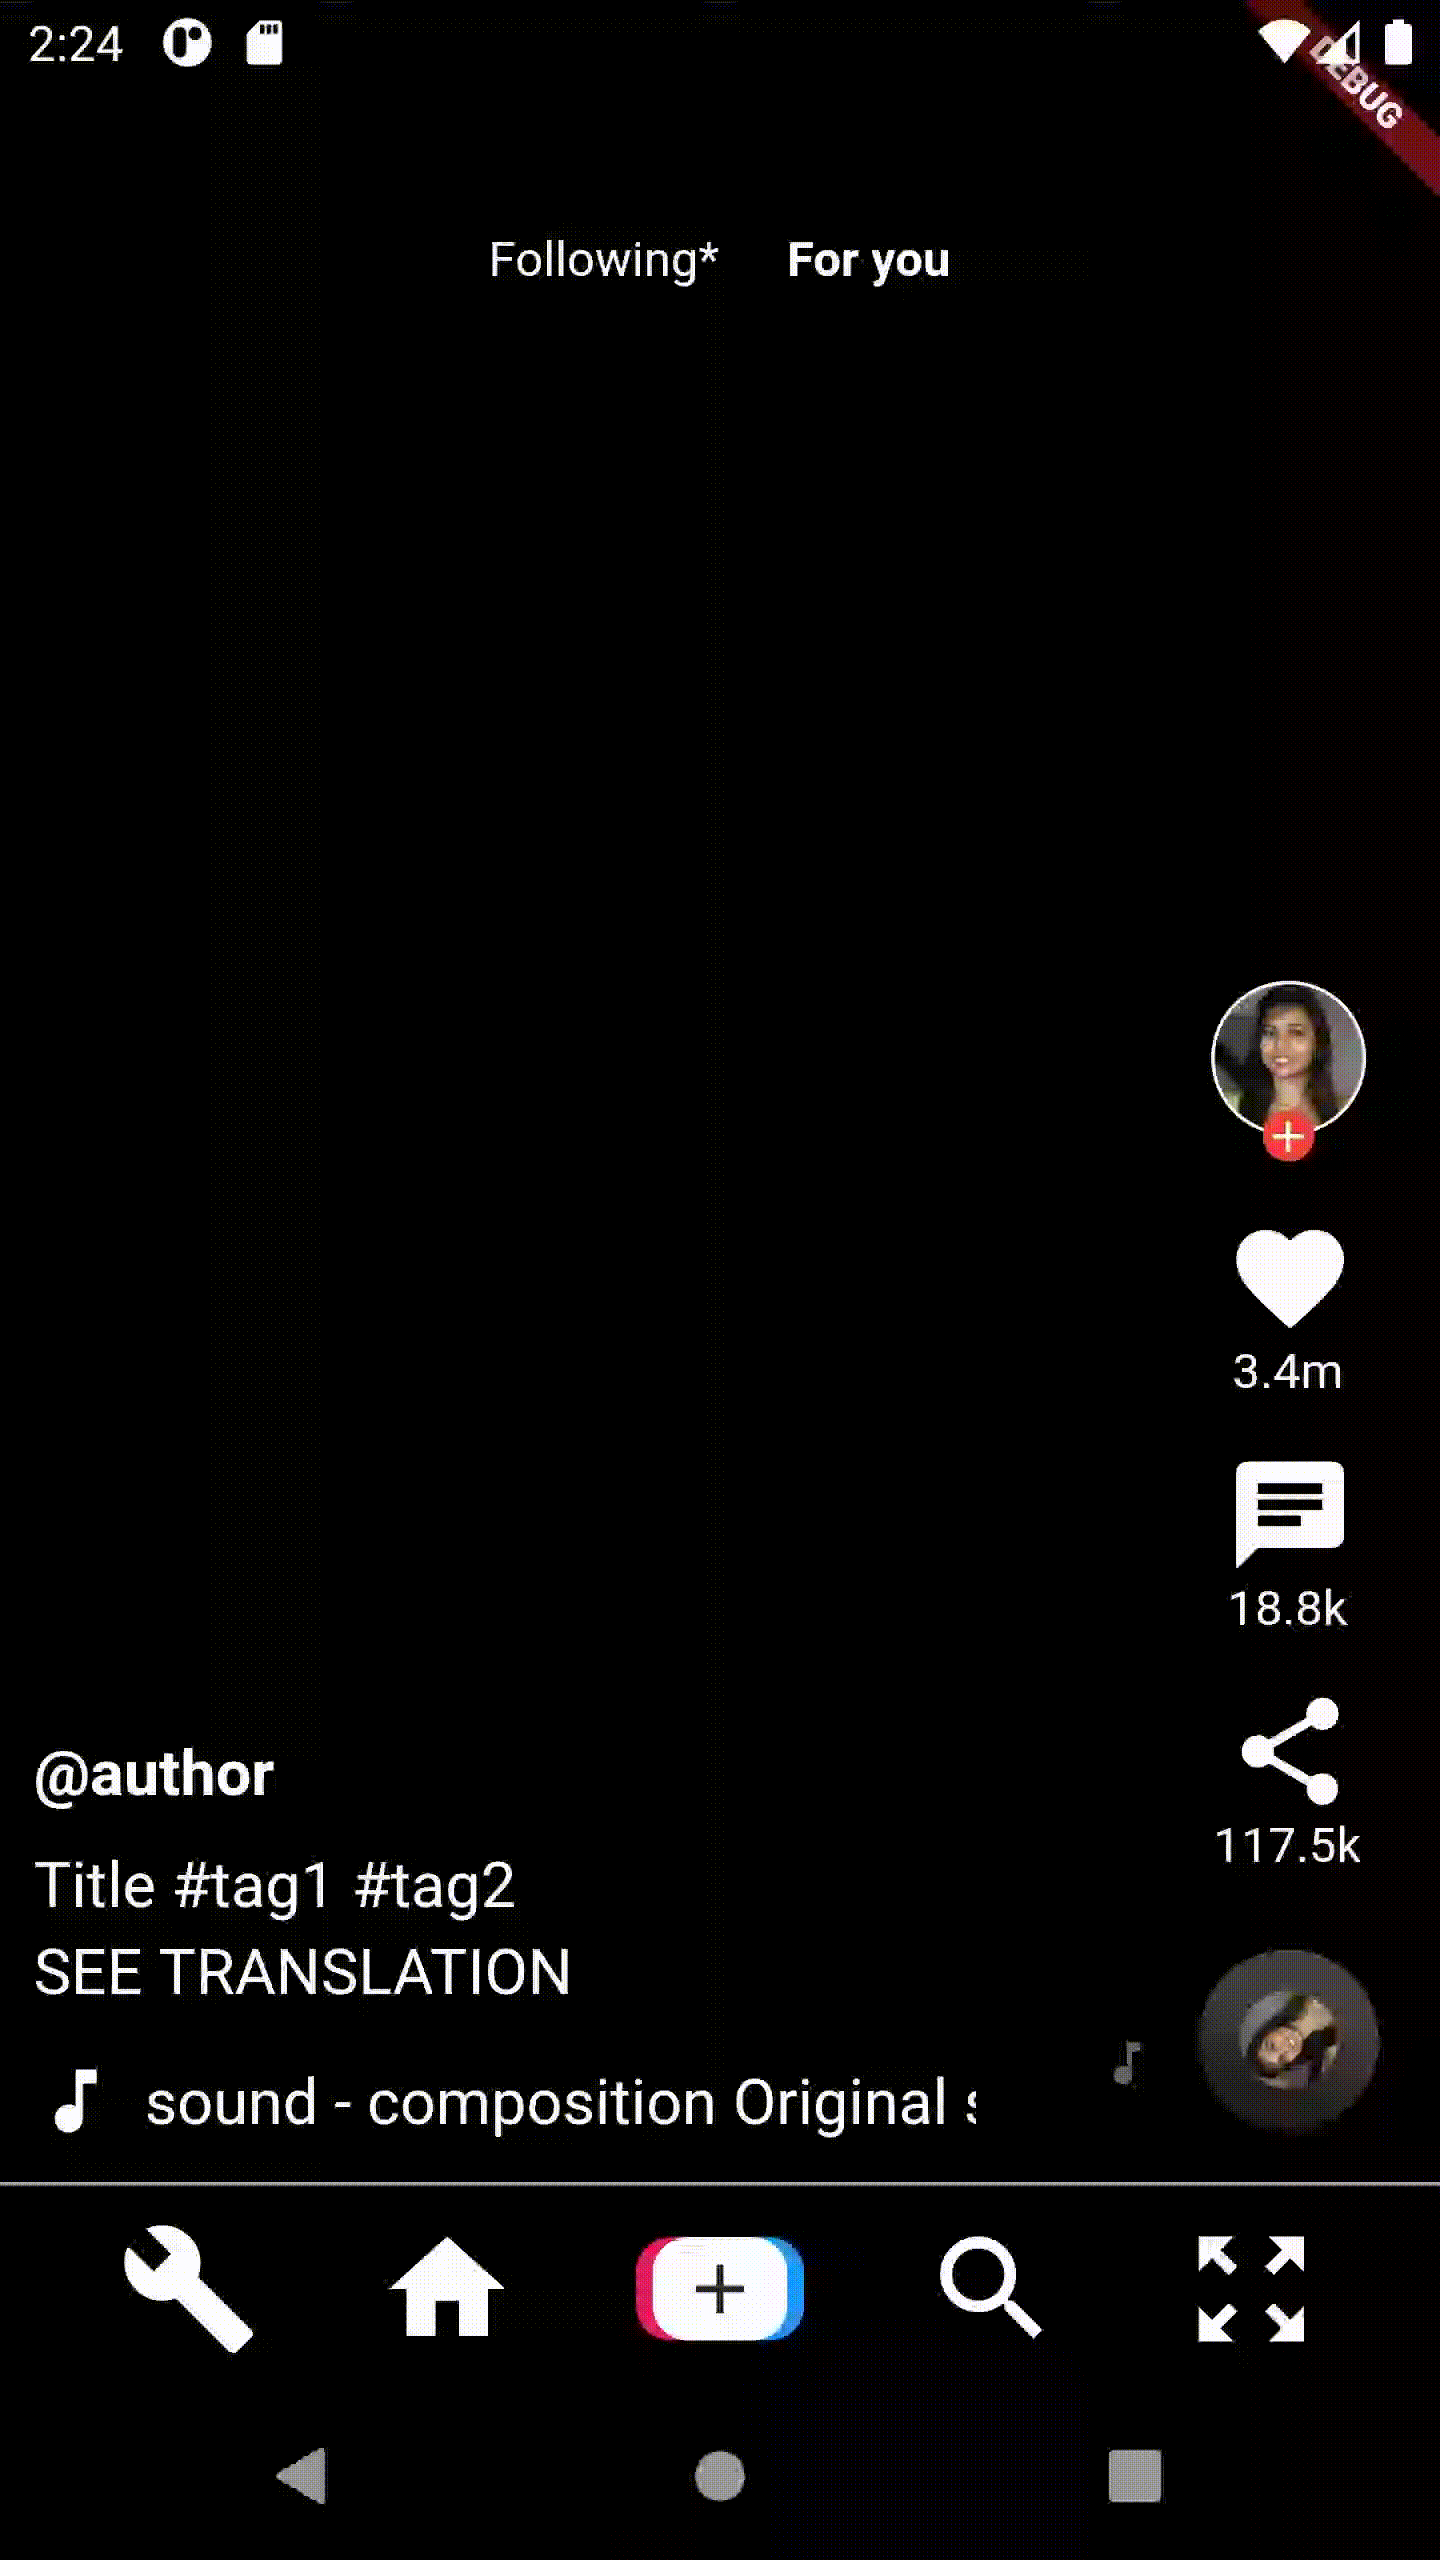 2:24
DEBUG
Following* For you
3.4m
18.8k
117.5k
@author
Title #tag1 #tag2
SEE TRANSLATION
sound - composition Original s